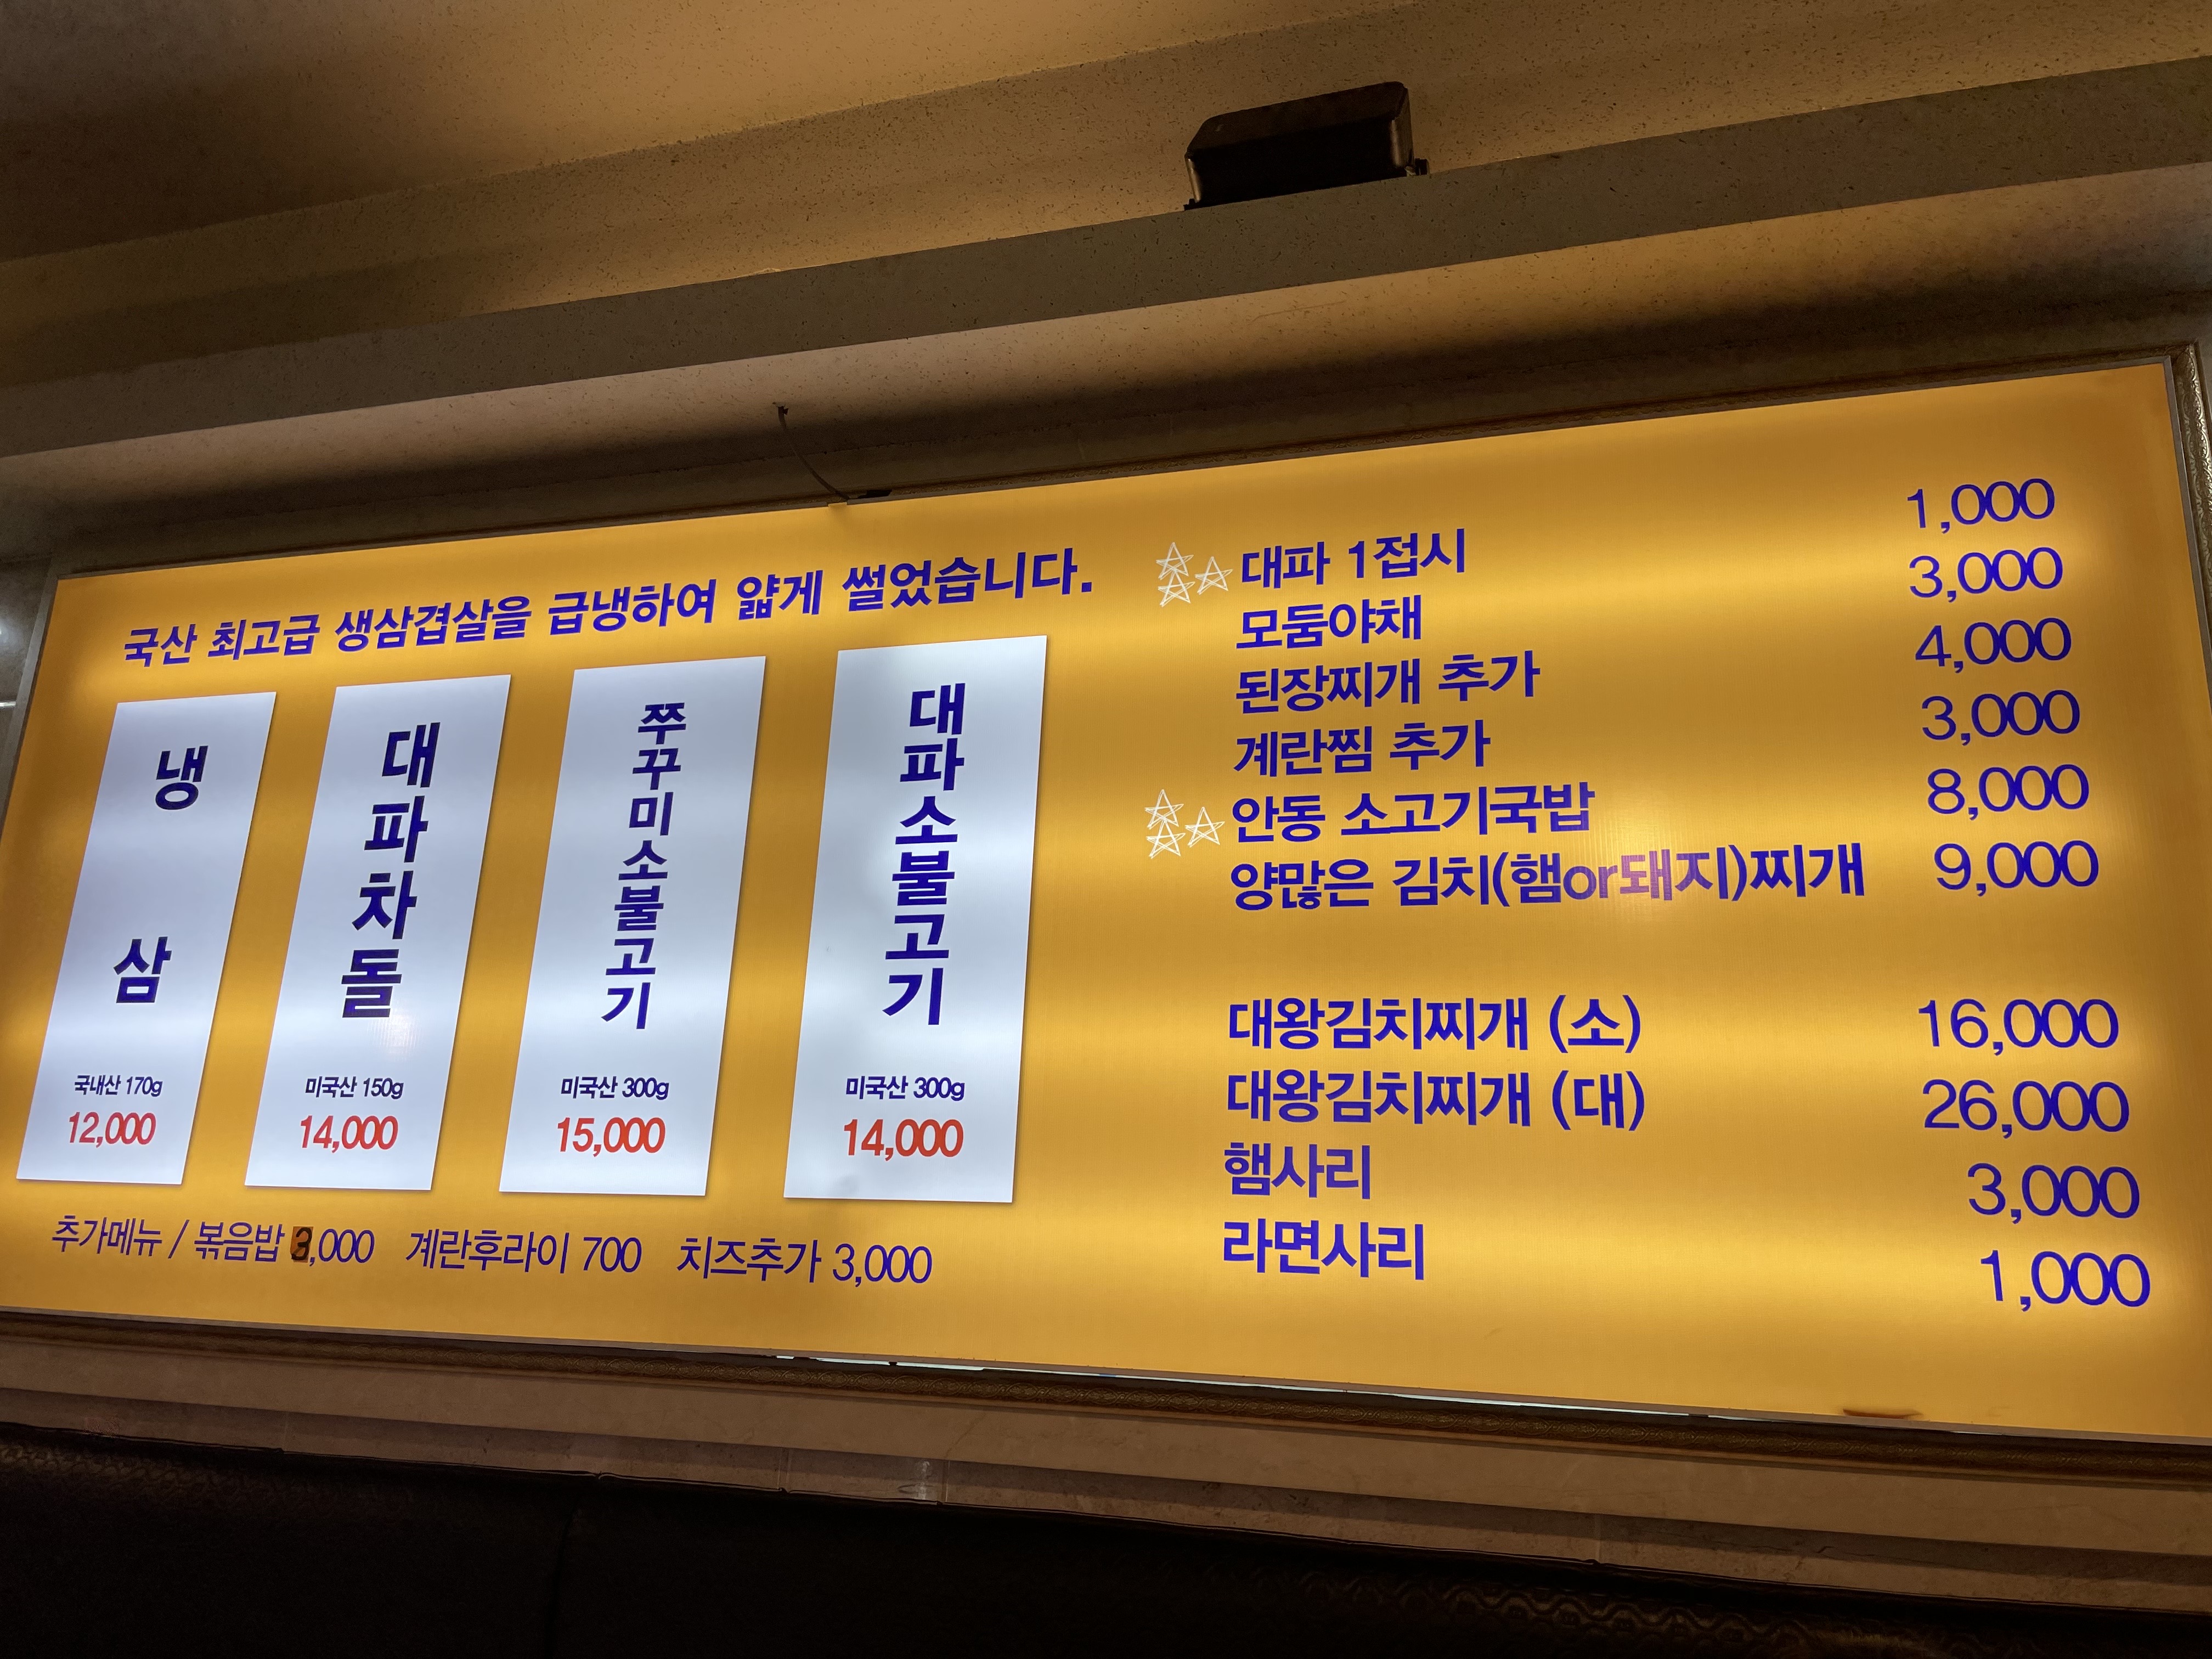 국산 최고급 생삼겹살을 급냉하여 얇게 썰었습니다.
냉삼
국내산 170g
12,000
대파차돌
미국산 150g
14,000
쭈꾸미소불고기
미국산 300g
15,000
대파소불고기
미국산 300g
14,000
추가메뉴 / 볶음밥 3,000 계란후라이 700 치즈추가 3,000
대파 1접시 1,000
모둠야채 3,000
된장찌개 추가 4,000
계란찜 추가 3,000
안동 소고기국밥 8,000
양많은 김치(햄or돼지)찌개 9,000
대왕김치찌개 (소) 16,000
대왕김치찌개 (대) 26,000
햄사리 3,000
라면사리 1,000